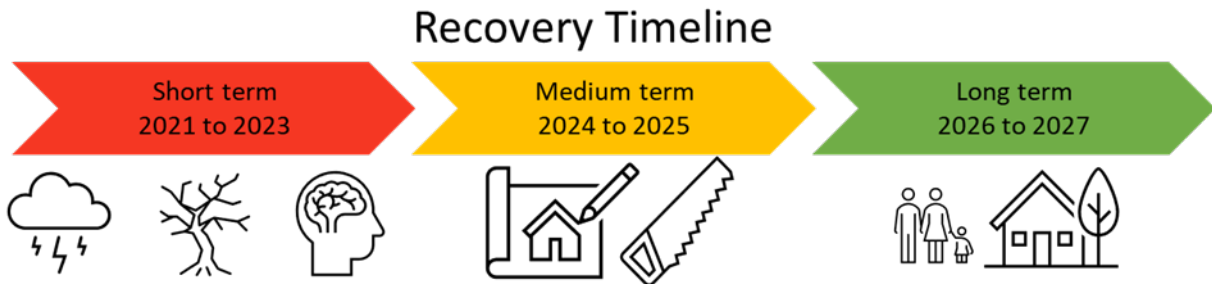 Recovery Timeline
Short term
2021 to 2023
Medium term
2024 to 2025
Long term
2026 to 2027